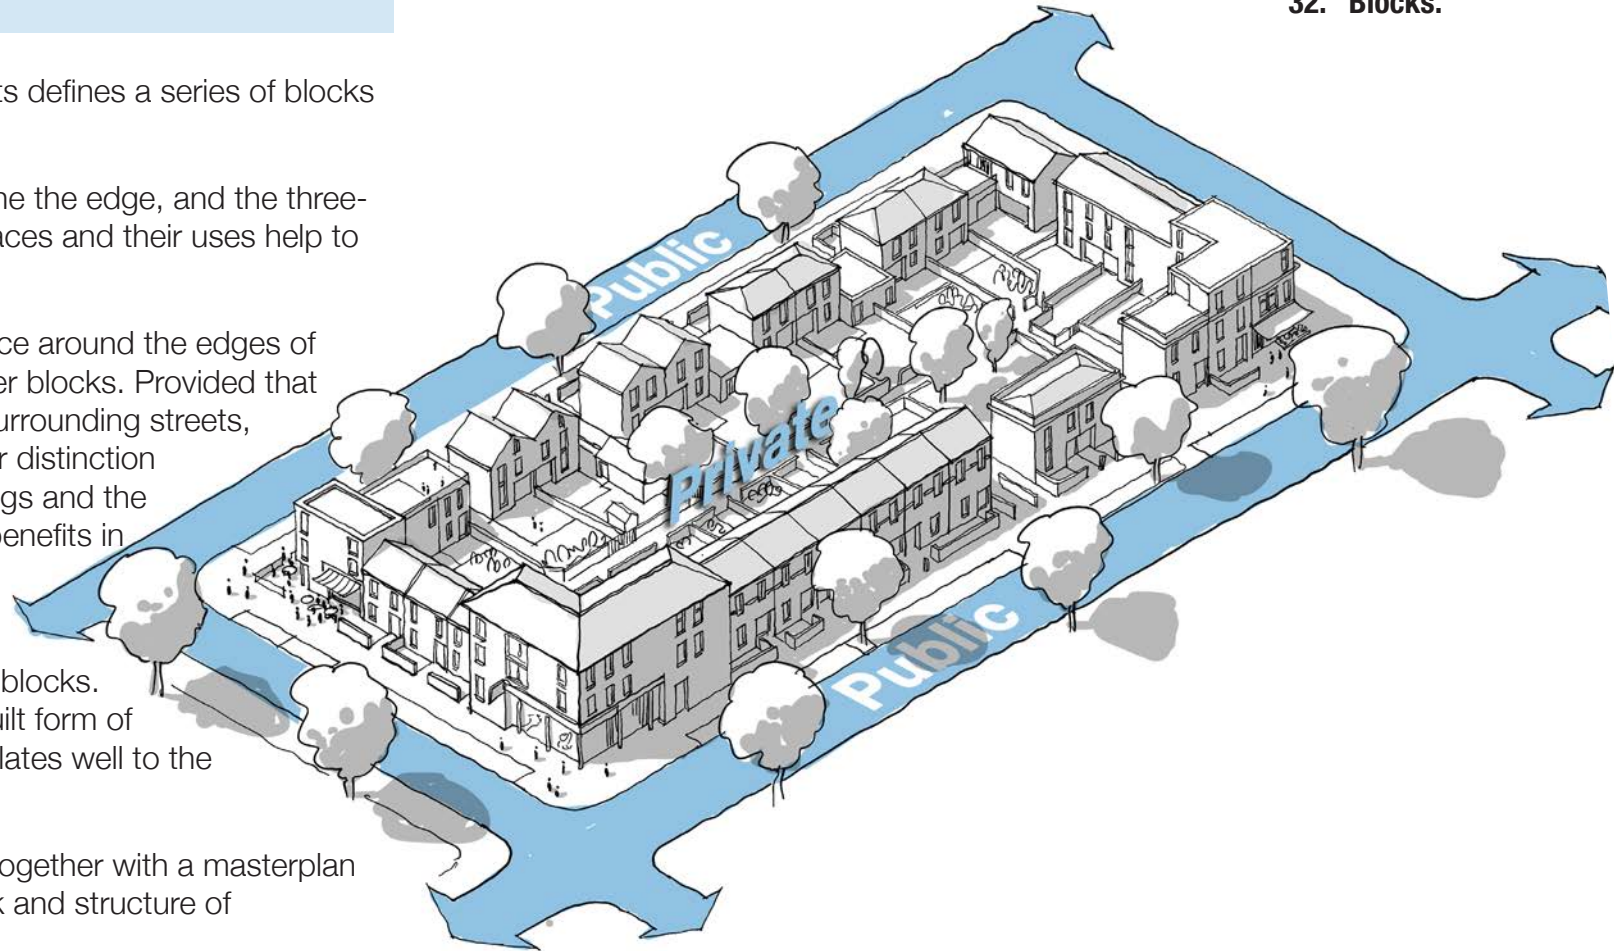 32. Blocks.
ts defines a series of blocks
ne the edge, and the three-
aces and their uses help to
ce around the edges of
er blocks. Provided that
urrounding streets,
r distinction
gs and the
benefits in
blocks.
uilt form of
lates well to the
together with a masterplan
k and structure of
Public
Private
Public